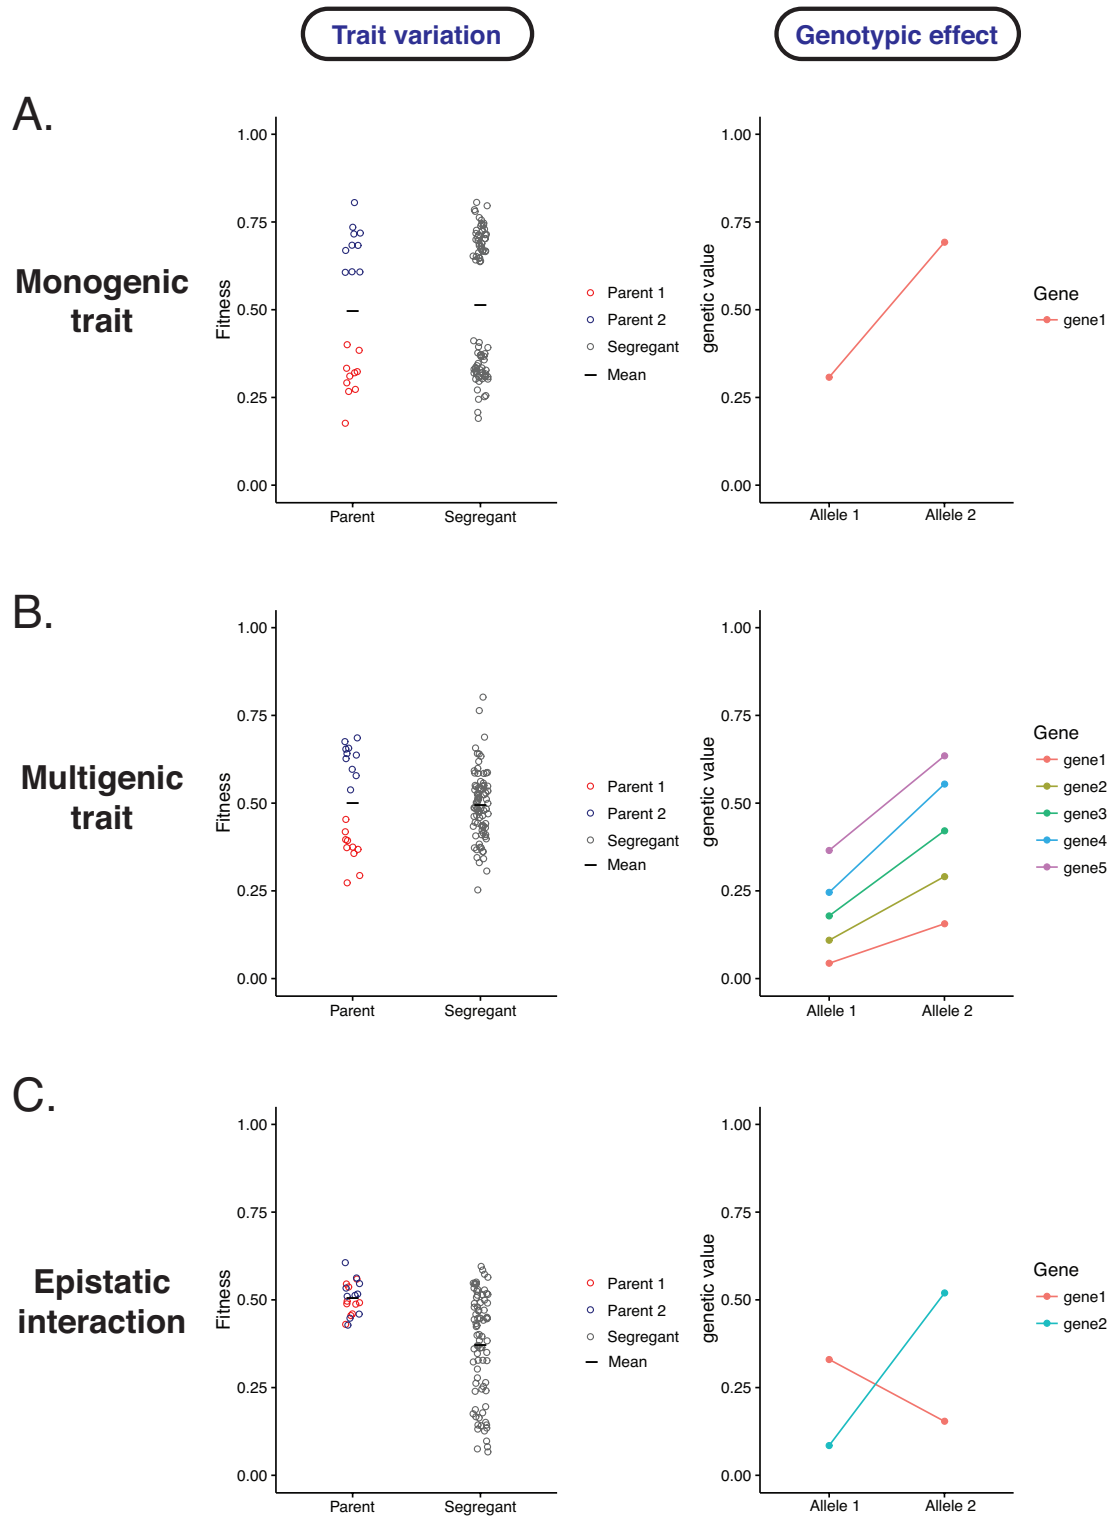 Trait variation
Genotypic effect
A.
Monogenic
trait
Fitness
1.00
0.75
0.50
0.25
0.00
Parent
Segregant
Parent 1
Parent 2
Segregant
Mean
genetic value
1.00
0.75
0.50
0.25
0.00
Allele 1
Allele 2
Gene
gene1
B.
Multigenic
trait
Fitness
1.00
0.75
0.50
0.25
0.00
Parent
Segregant
Parent 1
Parent 2
Segregant
Mean
genetic value
1.00
0.75
0.50
0.25
0.00
Allele 1
Allele 2
Gene
gene1
gene2
gene3
gene4
gene5
C.
Epistatic
interaction
Fitness
1.00
0.75
0.50
0.25
0.00
Parent
Segregant
Parent 1
Parent 2
Segregant
Mean
genetic value
1.00
0.75
0.50
0.25
0.00
Allele 1
Allele 2
Gene
gene1
gene2